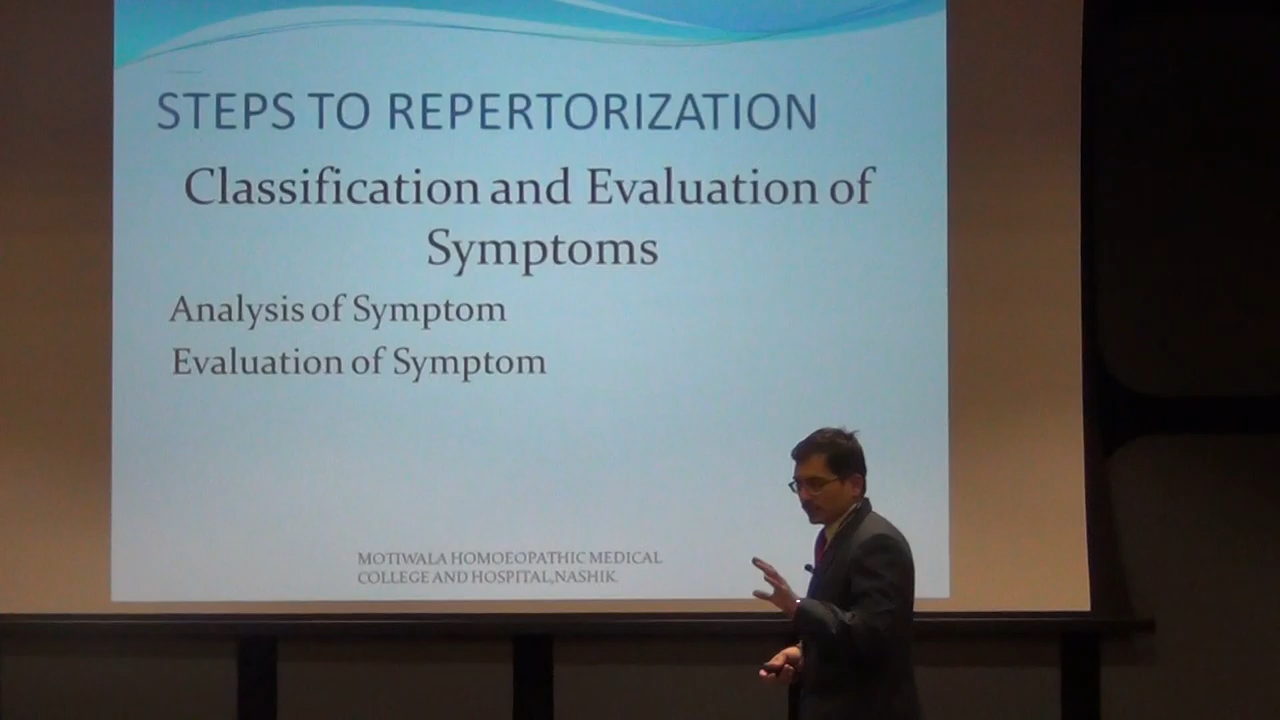 STEPS TO REPERTORIZATION
Classification and Evaluation of
Symptoms
Analysis of Symptom
Evaluation of Symptom
MOTIWALA HOMOEOPATHIC MEDICAL
COLLEGE AND HOSPITAL,NASHIK